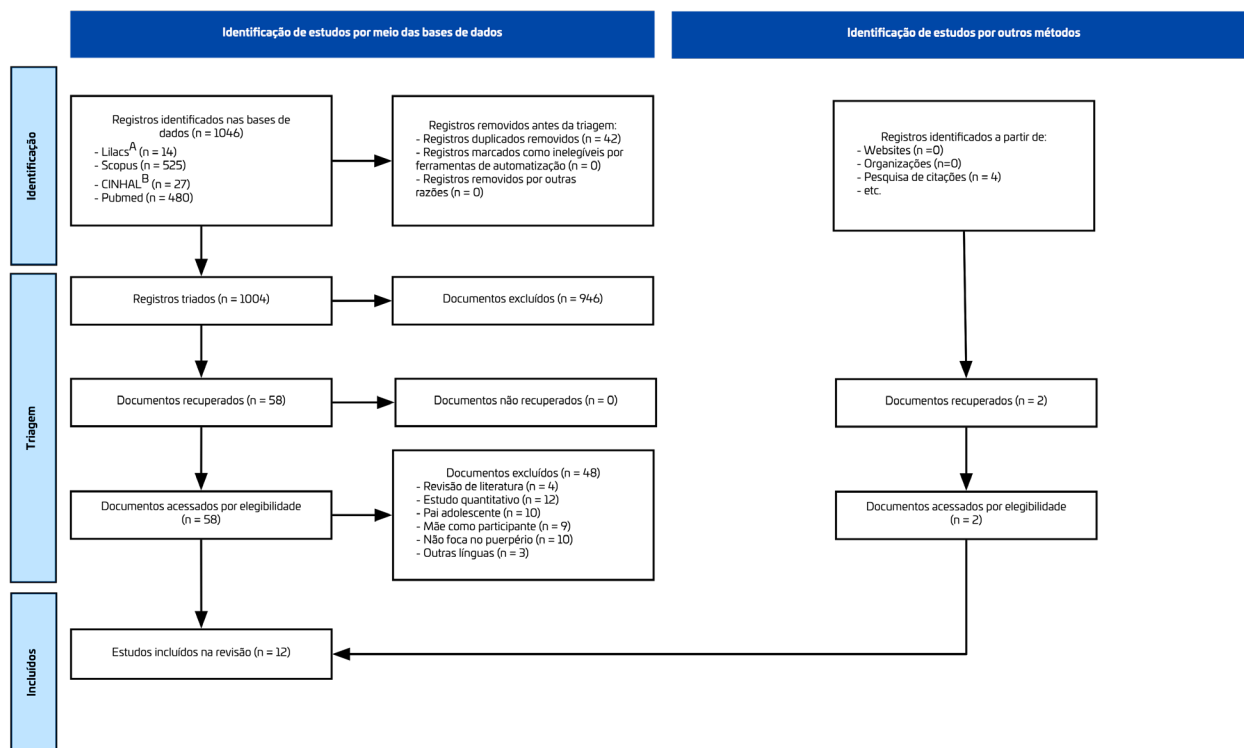 Identificação de estudos por meio das bases de dados
Identificação de estudos por outros métodos
Identificação
Registros identificados nas bases de
dados (n = 1046)
- Lilacs^A (n = 14)
- Scopus (n = 525)
- CINHAL^B (n = 27)
- Pubmed (n = 480)
Registros removidos antes da triagem:
- Registros duplicados removidos (n = 42)
- Registros marcados como inelegíveis por
ferramentas de automatização (n = 0)
- Registros removidos por outras
razões (n = 0)
Registros identificados a partir de:
- Websites (n =0)
- Organizações (n=0)
- Pesquisa de citações (n = 4)
- etc.
Triagem
Registros triados (n = 1004)
Documentos excluídos (n = 946)
Documentos recuperados (n = 58)
Documentos não recuperados (n = 0)
Documentos recuperados (n = 2)
Documentos acessados por elegibilidade
(n = 58)
Documentos excluídos (n = 48)
- Revisão de literatura (n = 4)
- Estudo quantitativo (n = 12)
- Pai adolescente (n = 10)
- Mãe como participante (n = 9)
- Não foca no puerpério (n = 10)
- Outras línguas (n = 3)
Documentos acessados por elegibilidade
(n = 2)
Incluídos
Estudos incluídos na revisão (n = 12)